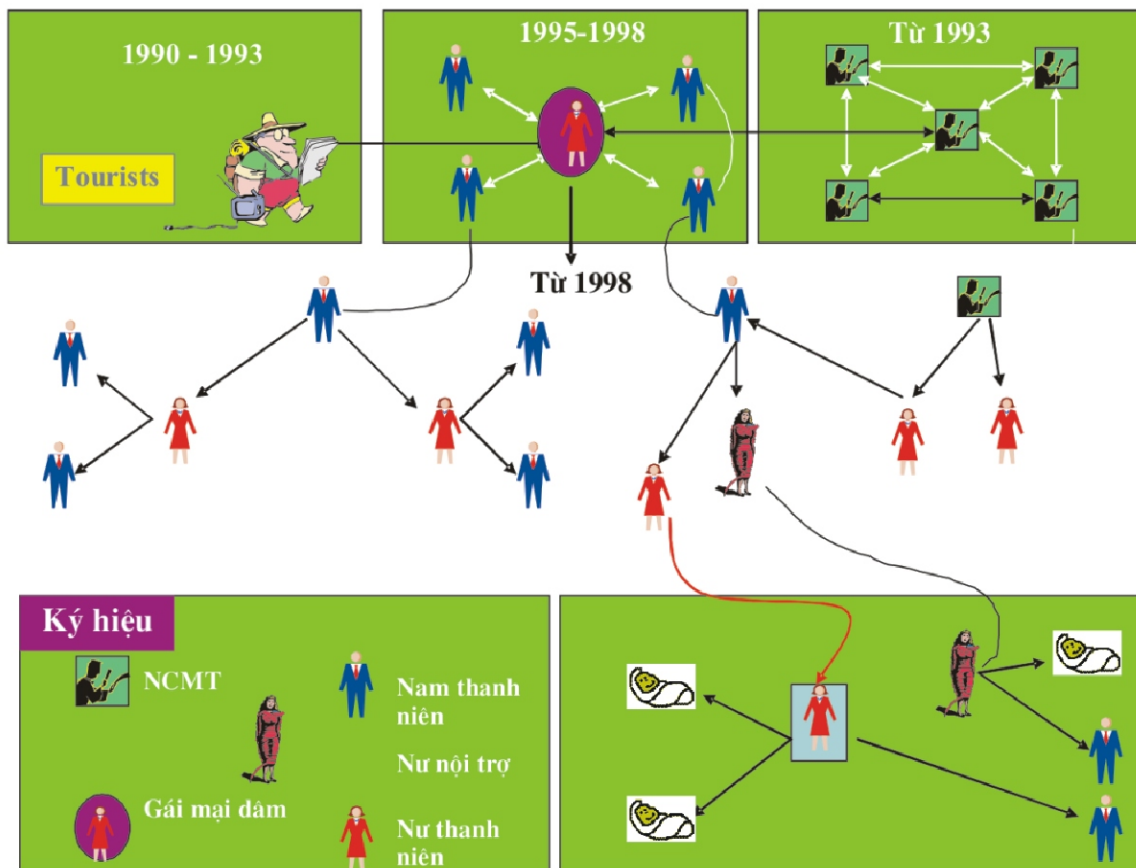 1990 - 1993
1995-1998
Từ 1993
Tourists
Từ 1998
Ký hiệu
NCMT
Nam thanh
niên
Nư nội trợ
Gái mại dâm
Nư thanh
niên